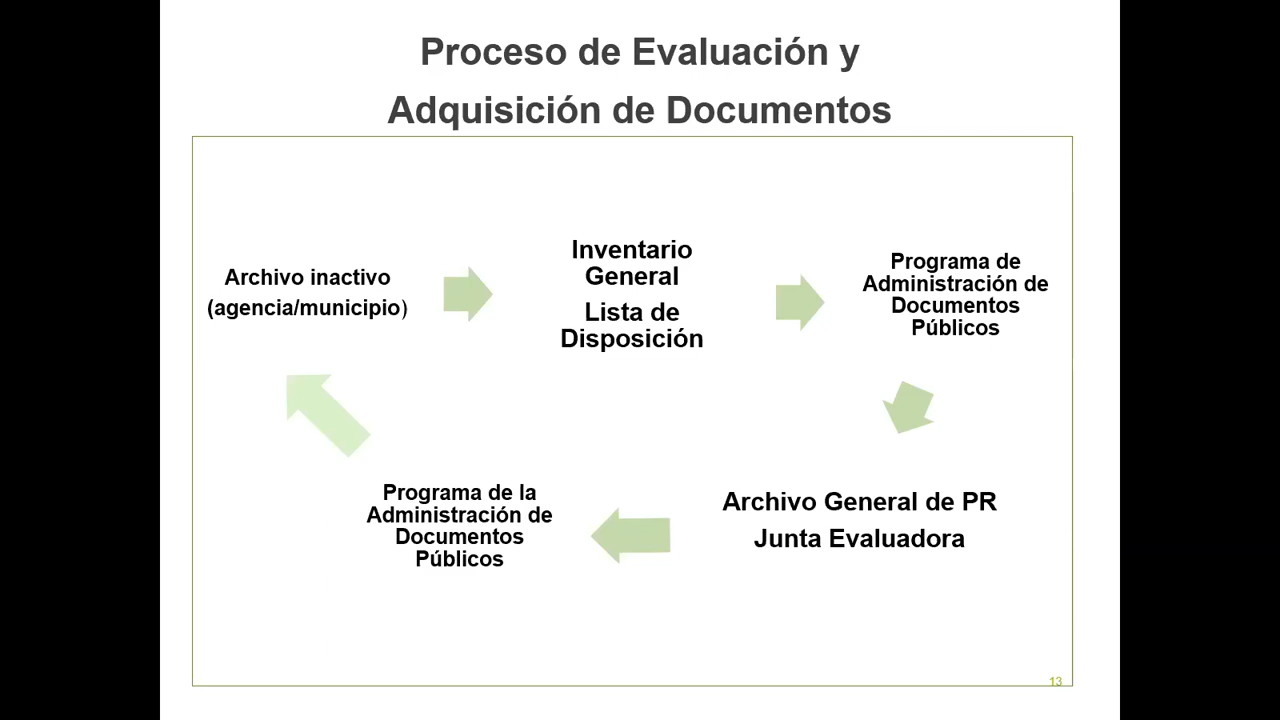 Proceso de Evaluación y
Adquisición de Documentos
Archivo inactivo
(agencia/municipio)
Inventario
General
Lista de
Disposición
Programa de
Administración de
Documentos
Públicos
Archivo General de PR
Junta Evaluadora
Programa de la
Administración de
Documentos
Públicos
13